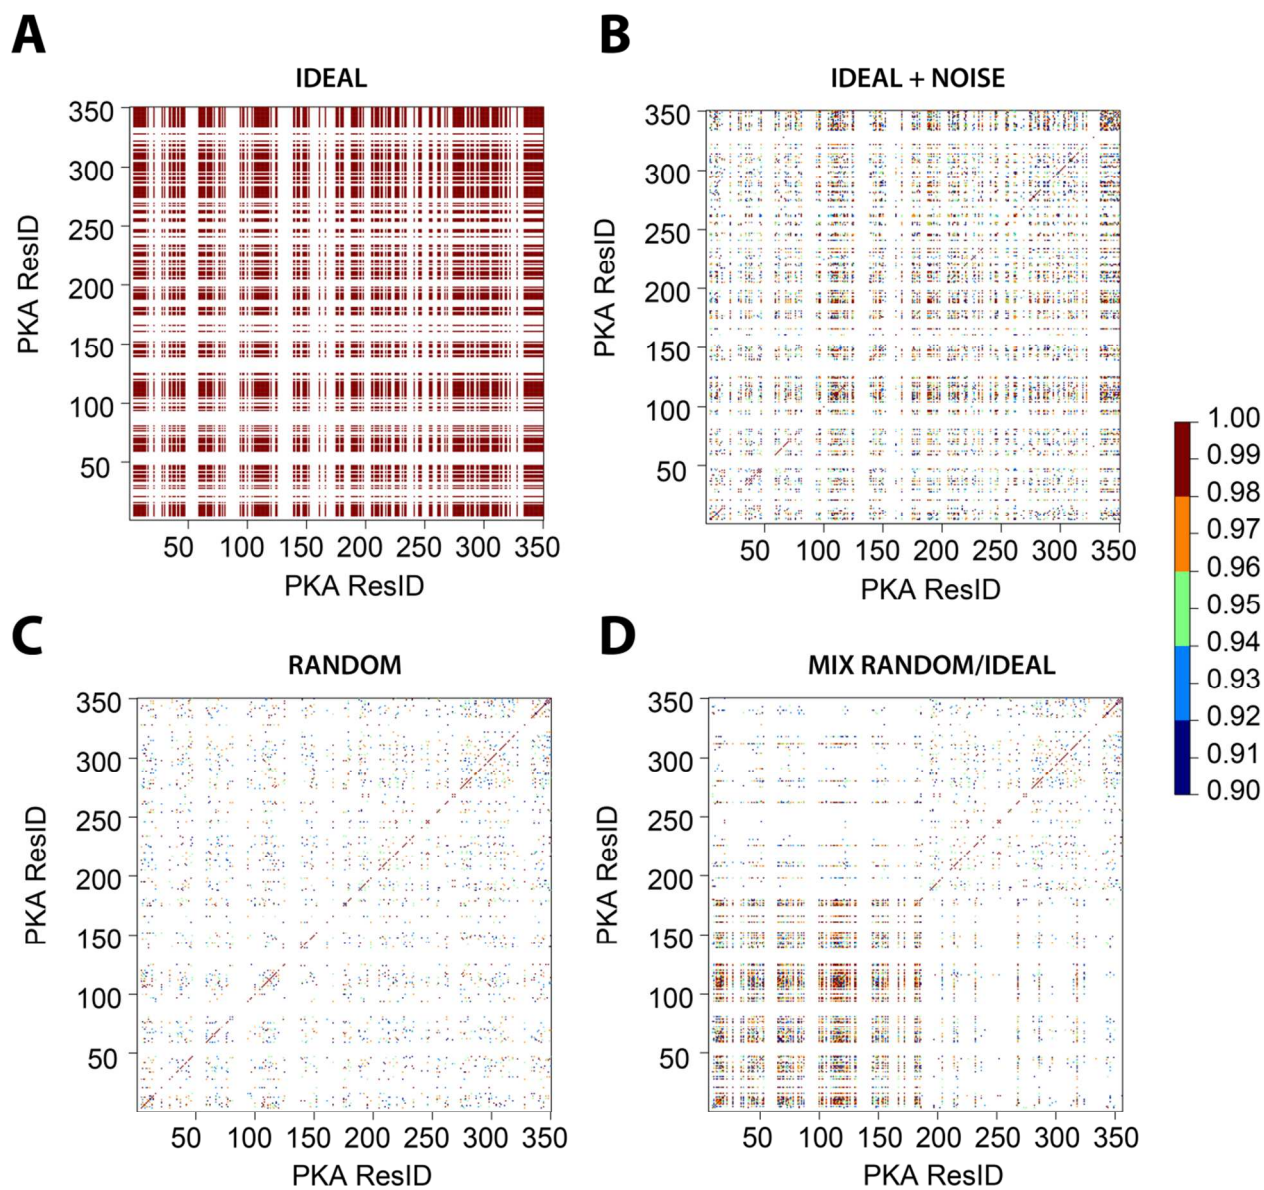 A
B
IDEAL
IDEAL + NOISE
350
300
250
200
150
100
50
PKA ResID
50 100 150 200 250 300 350
PKA ResID
350
300
250
200
150
100
50
PKA ResID
50 100 150 200 250 300 350
PKA ResID
1.00
0.99
0.98
0.97
0.96
0.95
0.94
0.93
0.92
0.91
0.90
C
D
RANDOM
MIX RANDOM/IDEAL
350
300
250
200
150
100
50
PKA ResID
50 100 150 200 250 300 350
PKA ResID
350
300
250
200
150
100
50
PKA ResID
50 100 150 200 250 300 350
PKA ResID